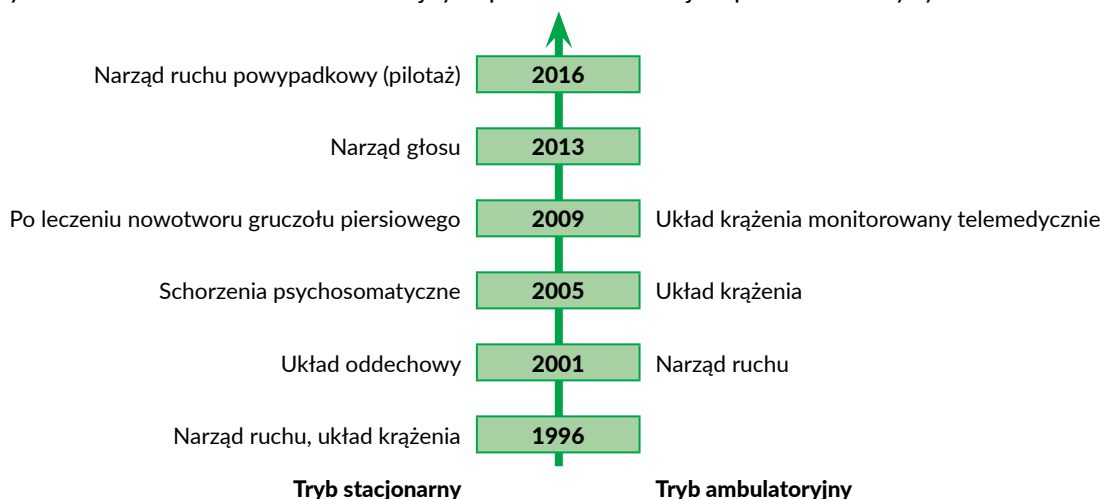 Narząd ruchu powypadkowy (pilotaż) 2016
Narząd głosu 2013
Po leczeniu nowotworu gruczołu piersiowego 2009 Układ krążenia monitorowany telemedycznie
Schorzenia psychosomatyczne 2005 Układ krążenia
Układ oddechowy 2001 Narząd ruchu
Narząd ruchu, układ krążenia 1996
Tryb stacjonarny Tryb ambulatoryjny